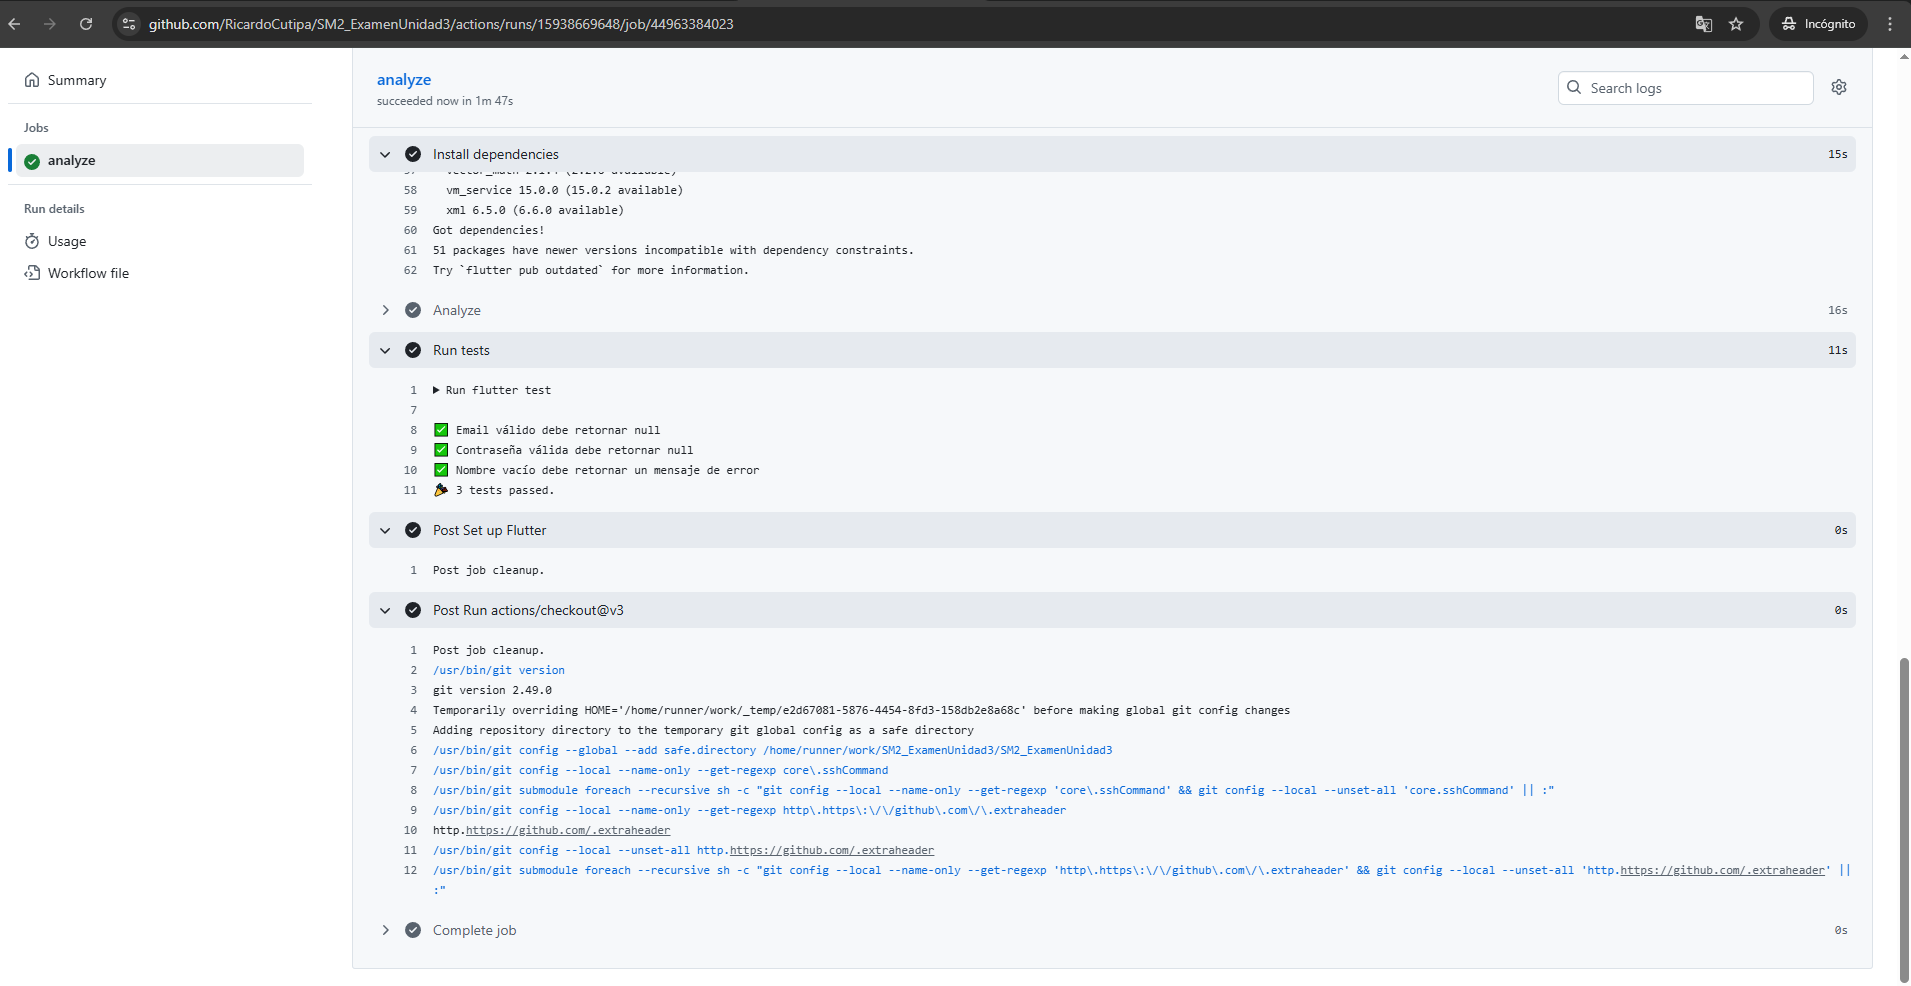 github.com/RicardoCutipa/SM2_ExamenUnidad3/actions/runs/15938669648/job/44963384023
Incógnito
Summary
Jobs
analyze
Run details
Usage
Workflow file
analyze
succeeded now in 1m 47s
Search logs
Install dependencies 15s
58 vm_service 15.0.0 (15.0.2 available)
59 xml 6.5.0 (6.6.0 available)
60 Got dependencies!
61 51 packages have newer versions incompatible with dependency constraints.
62 Try `flutter pub outdated` for more information.
Analyze 16s
Run tests 11s
1 Run flutter test
7
8 ✅ Email válido debe retornar null
9 ✅ Contraseña válida debe retornar null
10 ✅ Nombre vacío debe retornar un mensaje de error
11 🎉 3 tests passed.
Post Set up Flutter 0s
1 Post job cleanup.
Post Run actions/checkout@v3 0s
1 Post job cleanup.
2 /usr/bin/git version
3 git version 2.49.0
4 Temporarily overriding HOME='/home/runner/work/_temp/e2d67081-5876-4454-8fd3-158db2e8a68c' before making global git config changes
5 Adding repository directory to the temporary git global config as a safe directory
6 /usr/bin/git config --global --add safe.directory /home/runner/work/SM2_ExamenUnidad3/SM2_ExamenUnidad3
7 /usr/bin/git config --local --name-only --get-regexp core\.sshCommand
8 /usr/bin/git submodule foreach --recursive sh -c "git config --local --name-only --get-regexp 'core\.sshCommand' && git config --local --unset-all 'core.sshCommand' || :"
9 /usr/bin/git config --local --name-only --get-regexp http\.https\:\/\/github\.com\/\.extraheader
10 http.https://github.com/.extraheader
11 /usr/bin/git config --local --unset-all http.https://github.com/.extraheader
12 /usr/bin/git submodule foreach --recursive sh -c "git config --local --name-only --get-regexp 'http\.https\:\/\/github\.com\/\.extraheader' && git config --local --unset-all 'http.https://github.com/.extraheader' ||
:"
Complete job 0s